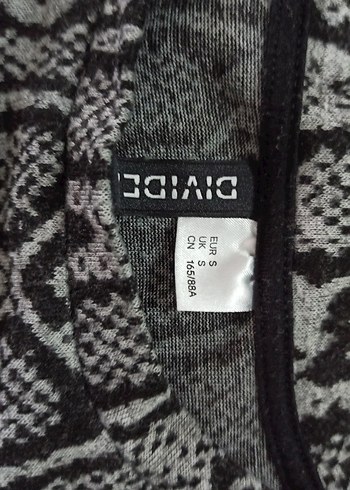 DIVIDED
EUR S
UK S
CN 165/88A